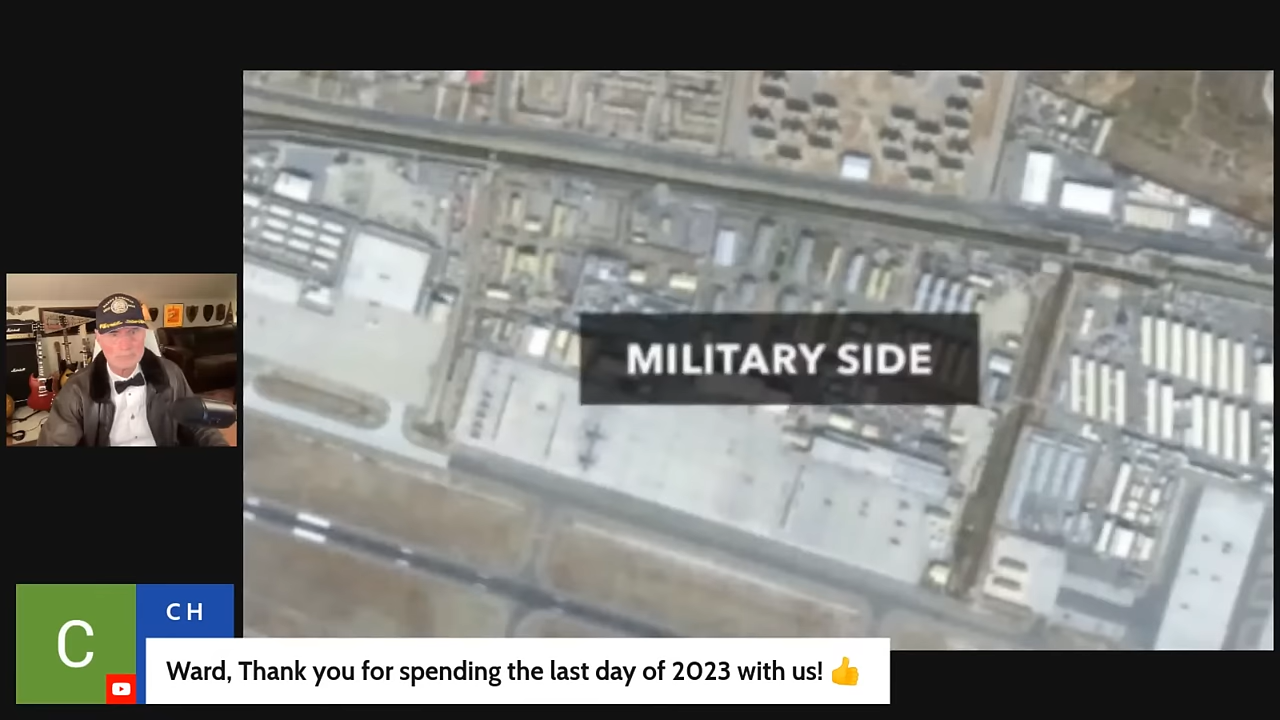 MILITARY SIDE
C
C H
Ward, Thank you for spending the last day of 2023 with us! 👍